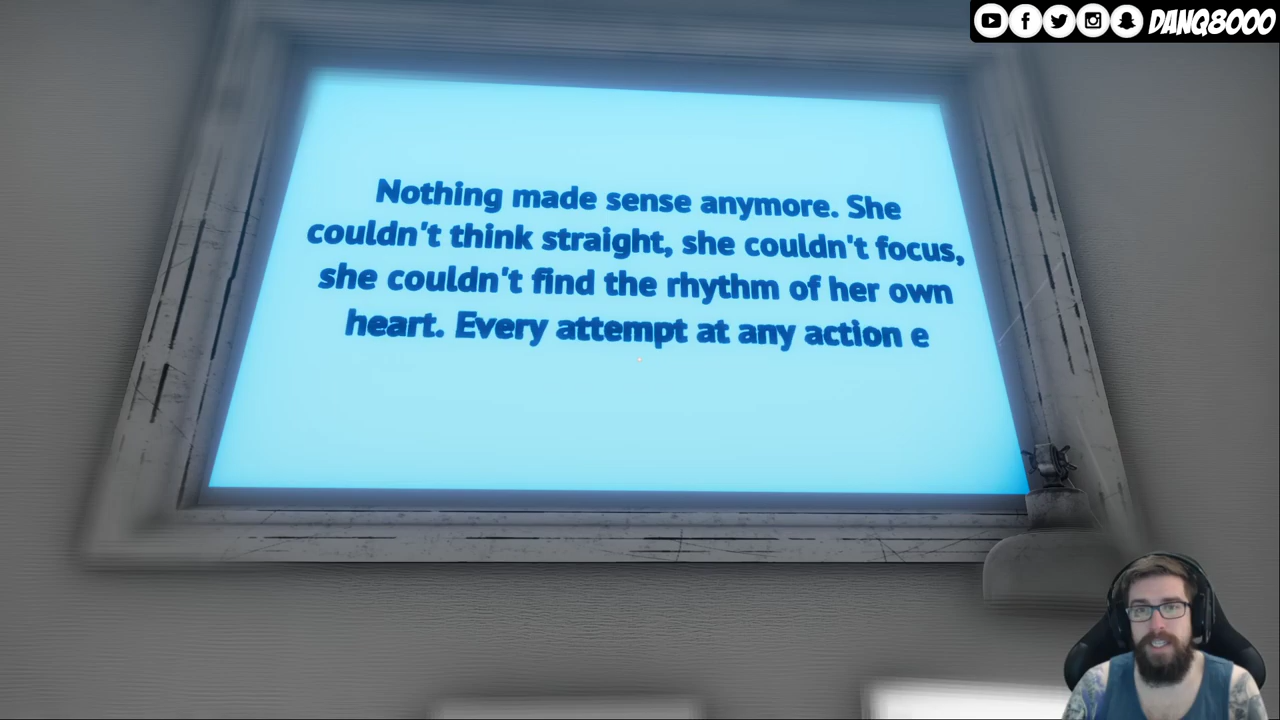 DANQ8000
Nothing made sense anymore. She
couldn't think straight, she couldn't focus,
she couldn't find the rhythm of her own
heart. Every attempt at any action e